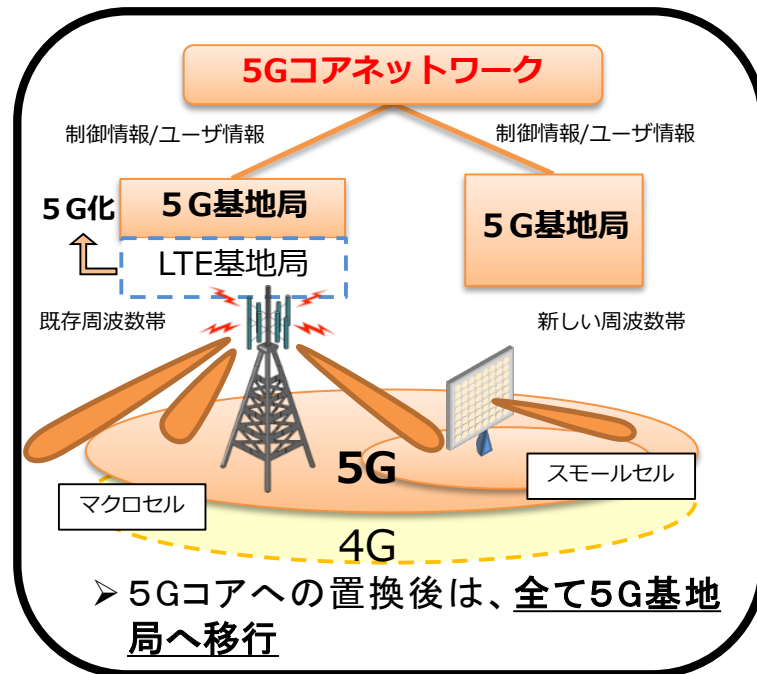 5Gコアネットワーク
制御情報/ユーザ情報
制御情報/ユーザ情報
5G化
5G基地局
5G基地局
LTE基地局
既存周波数帯
新しい周波数帯
5G
スモールセル
マクロセル
4G
➢ 5Gコアへの置換後は、全て5G基地
局へ移行